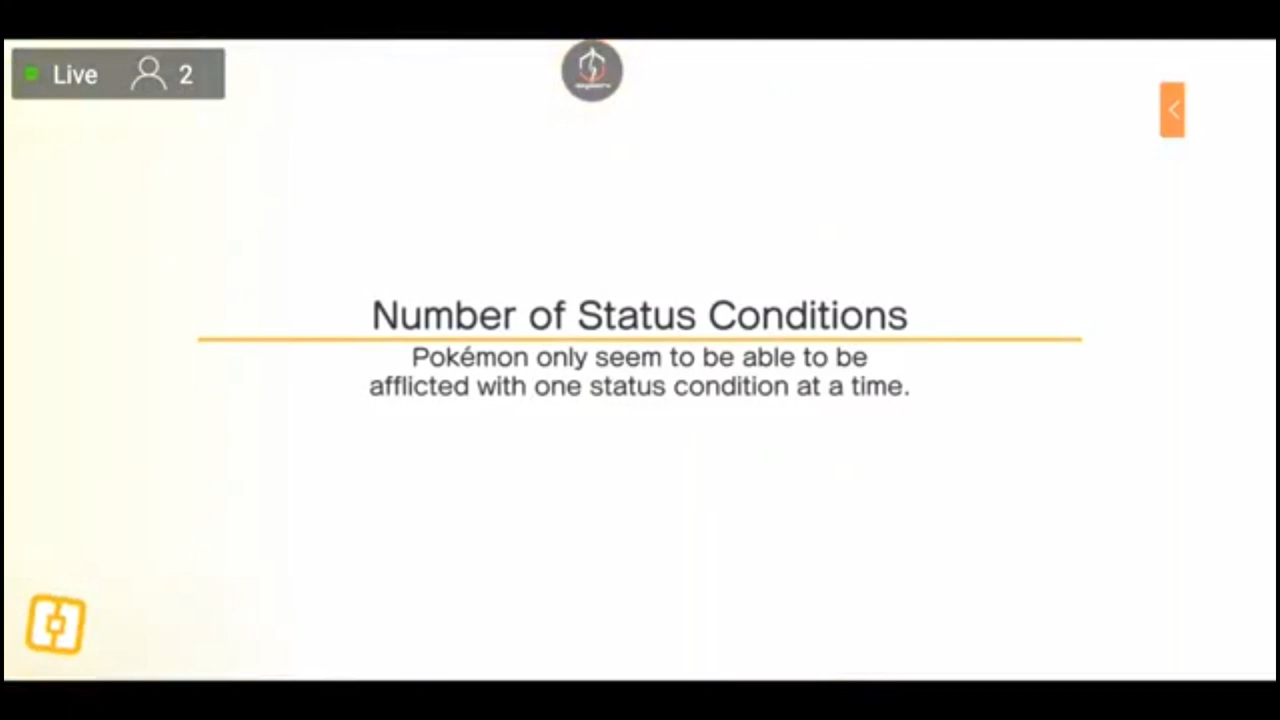 Live 2
Number of Status Conditions
Pokémon only seem to be able to be
afflicted with one status condition at a time.